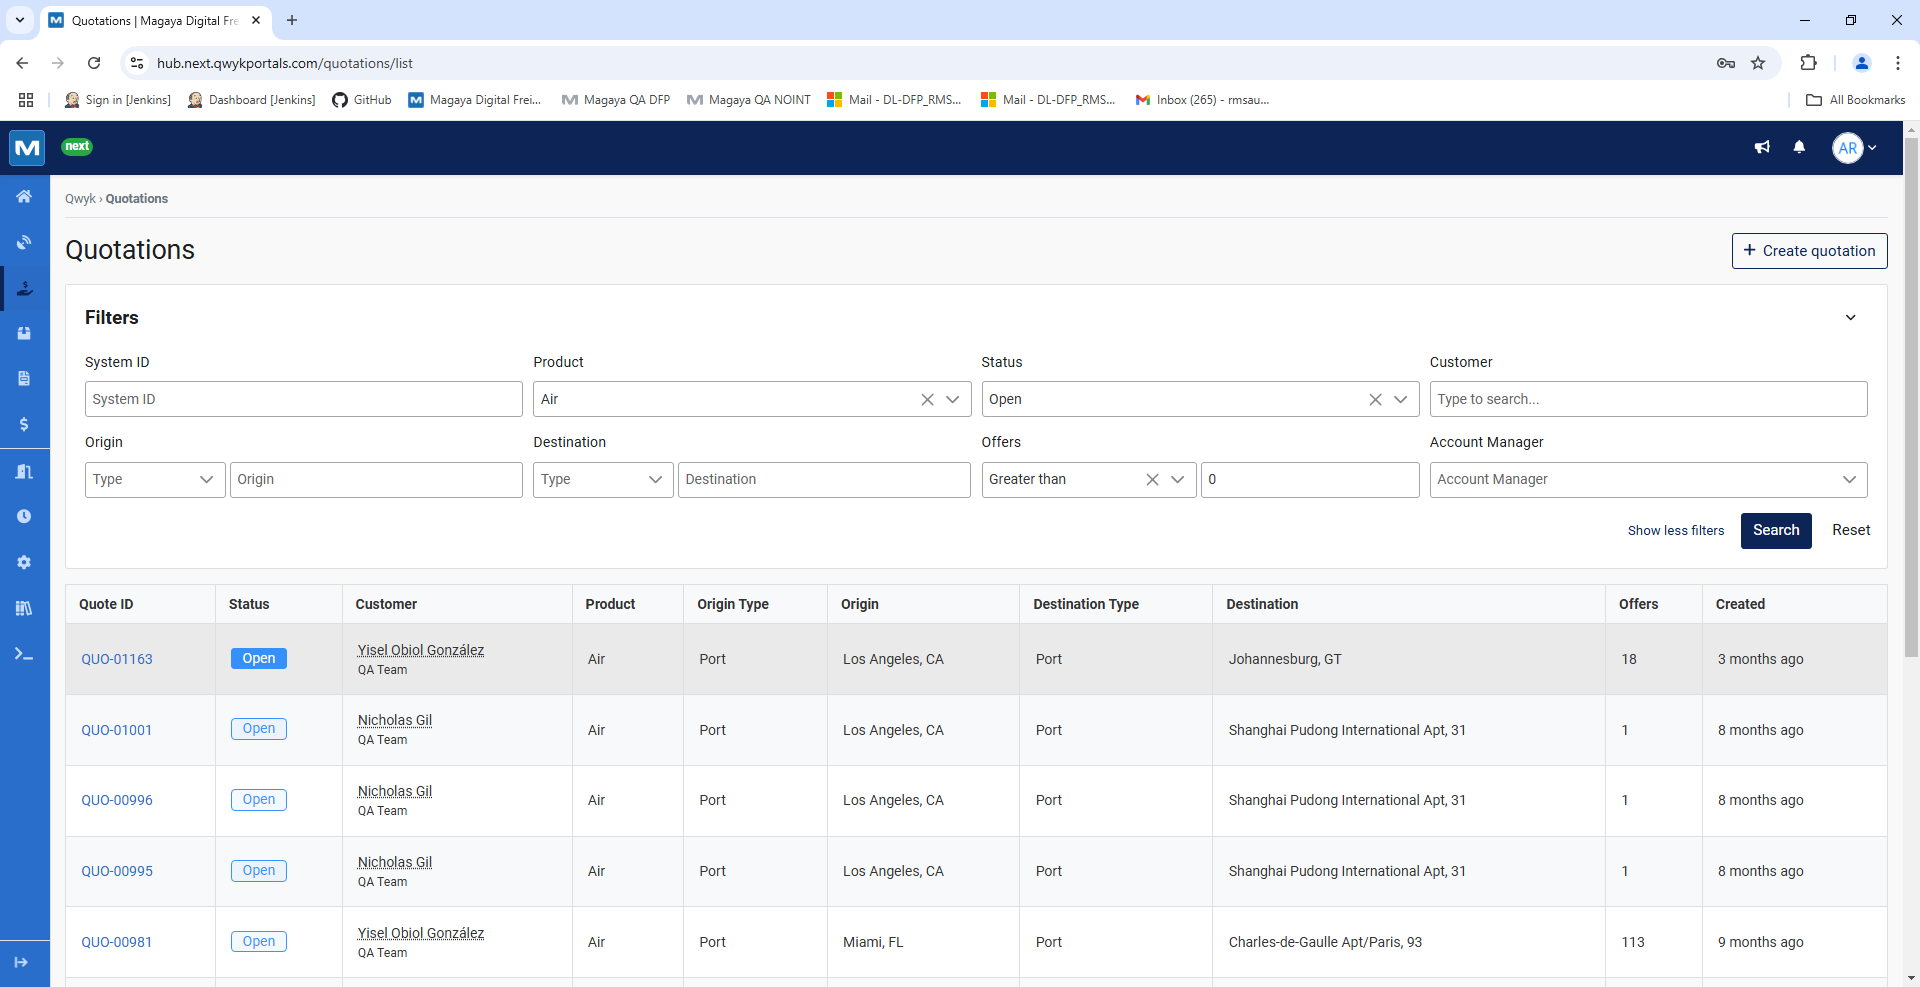 Quotations | Magaya Digital Fre
hub.next.qwykportals.com/quotations/list
Sign in [Jenkins]
Dashboard [Jenkins]
GitHub
Magaya Digital Frei...
Magaya QA DFP
Magaya QA NOINT
Mail - DL-DFP_RMS...
Mail - DL-DFP_RMS...
Inbox (265) - rmsau...
All Bookmarks
next
AR
Qwyk › Quotations
Quotations
+ Create quotation
Filters
System ID
Product
Status
Customer
System ID
Air
Open
Type to search...
Origin
Destination
Offers
Account Manager
Type
Origin
Type
Destination
Greater than
0
Account Manager
Show less filters
Search
Reset
Quote ID Status Customer Product Origin Type Origin Destination Type Destination Offers Created
QUO-01163 Open Yisel Obiol González Air Port Los Angeles, CA Port Johannesburg, GT 18 3 months ago
QA Team
QUO-01001 Open Nicholas Gil Air Port Los Angeles, CA Port Shanghai Pudong International Apt, 31 1 8 months ago
QA Team
QUO-00996 Open Nicholas Gil Air Port Los Angeles, CA Port Shanghai Pudong International Apt, 31 1 8 months ago
QA Team
QUO-00995 Open Nicholas Gil Air Port Los Angeles, CA Port Shanghai Pudong International Apt, 31 1 8 months ago
QA Team
QUO-00981 Open Yisel Obiol González Air Port Miami, FL Port Charles-de-Gaulle Apt/Paris, 93 113 9 months ago
QA Team